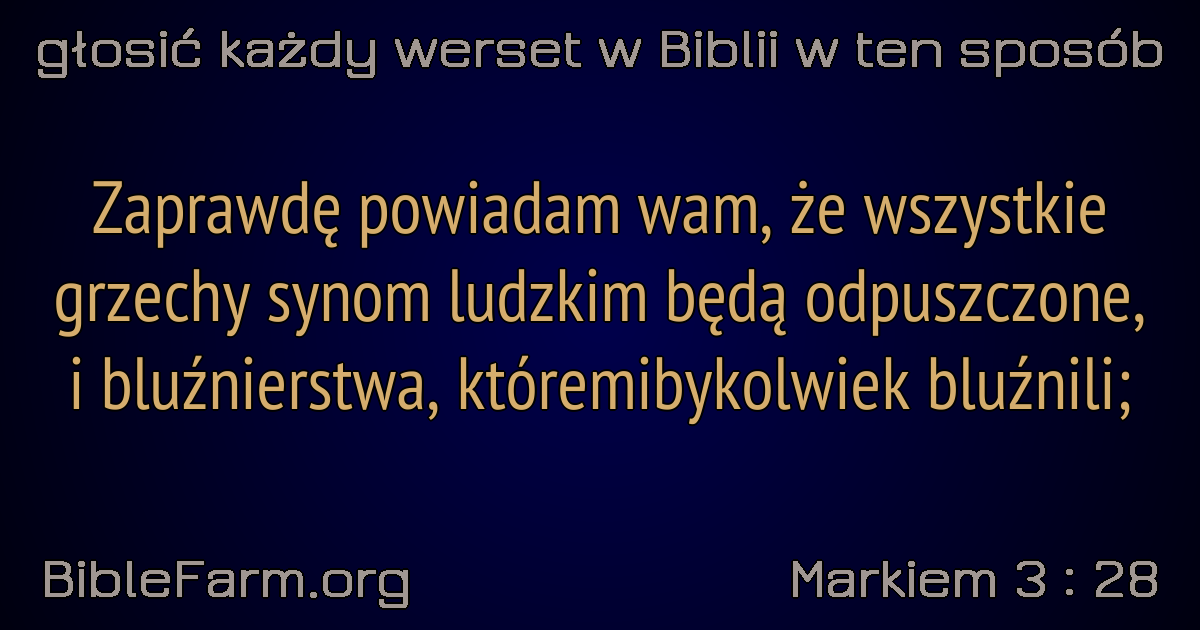 głosić każdy werset w Biblii w ten sposób
Zaprawdę powiadam wam, że wszystkie
grzechy synom ludzkim będą odpuszczone,
i bluźnierstwa, któremibykolwiek bluźnili;
BibleFarm.org
Markiem 3 : 28